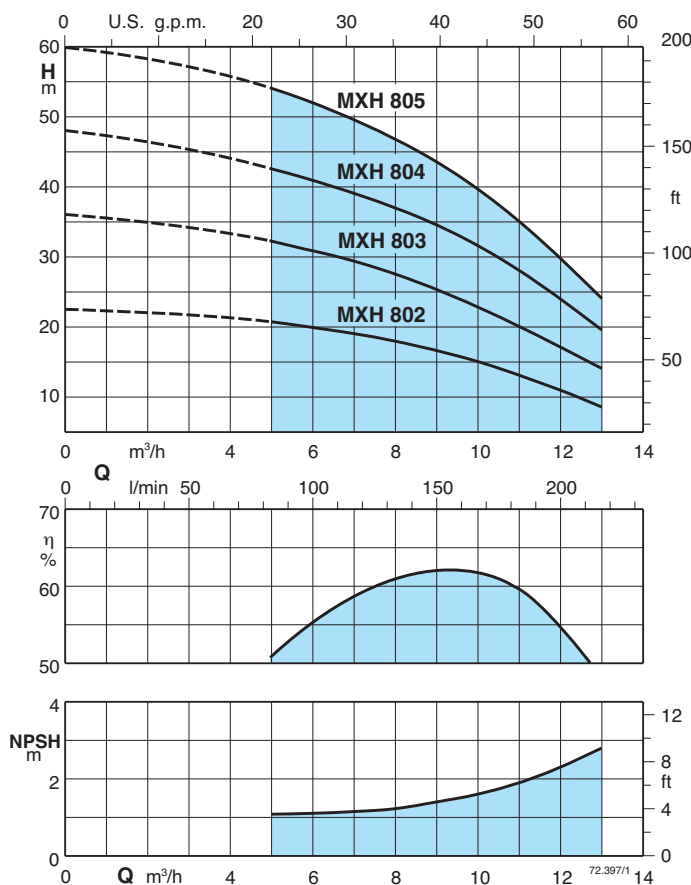 0 U.S. g.p.m. 20 30 40 50 60
60 200
H
m
50
MXH 805
150
MXH 804
40
ft
MXH 803
30
100
MXH 802
20
50
10
0 m³/h 4 6 8 10 12 14
Q
0 l/min 50 100 150 200
70
η
%
60
50
4
12
NPSH
m
8
ft
2
4
0 0
72.397/1
0 Q m³/h 4 6 8 10 12 14